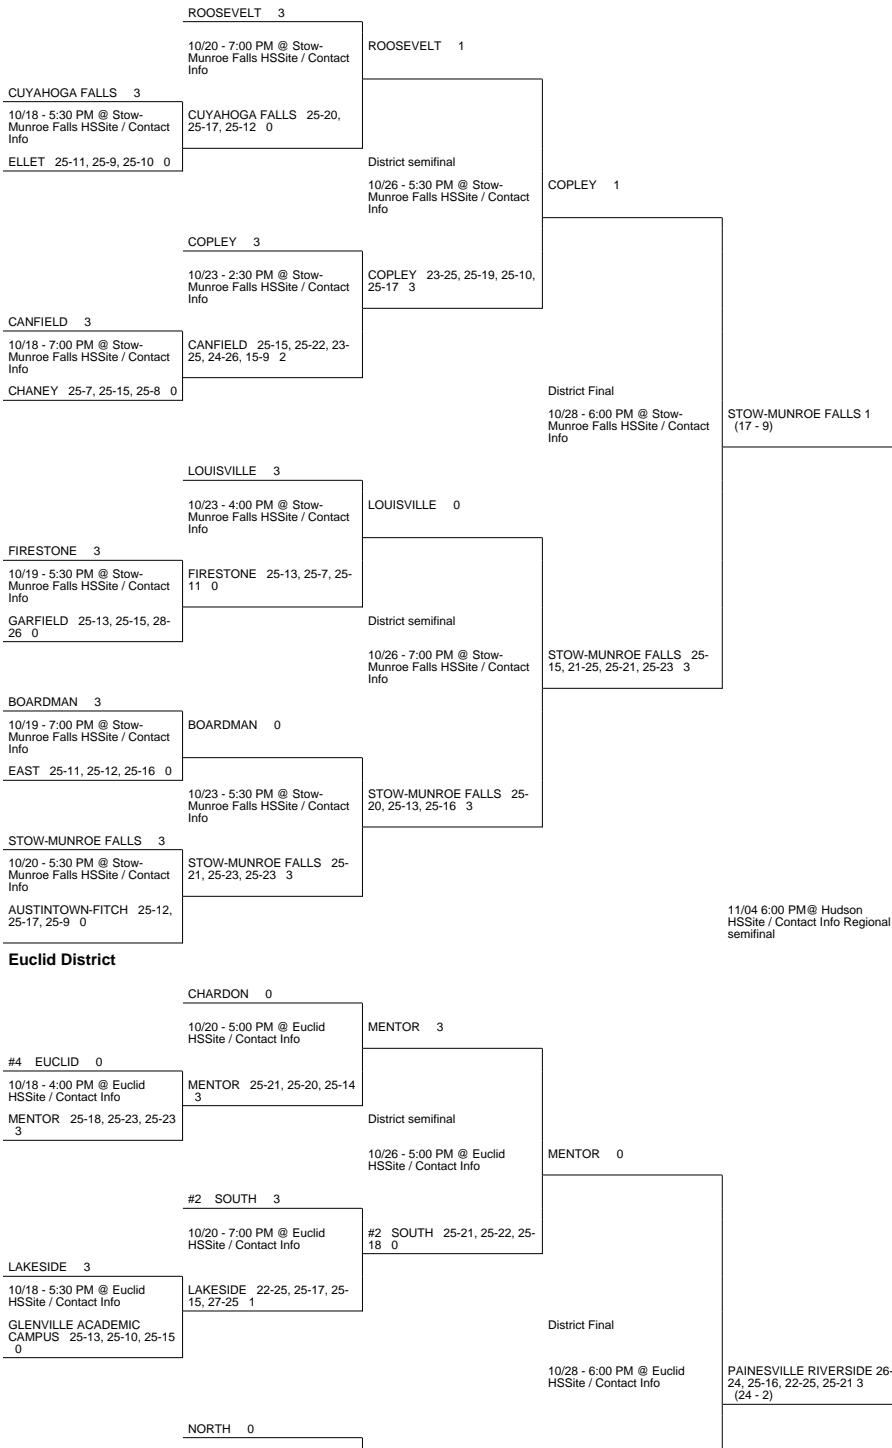 ROOSEVELT 3
10/20 - 7:00 PM @ Stow-
Munroe Falls HSSite / Contact
Info
ROOSEVELT 1
CUYAHOGA FALLS 3
10/18 - 5:30 PM @ Stow-
Munroe Falls HSSite / Contact
Info
CUYAHOGA FALLS 25-20,
25-17, 25-12 0
ELLET 25-11, 25-9, 25-10 0
District semifinal
10/26 - 5:30 PM @ Stow-
Munroe Falls HSSite / Contact
Info
COPLEY 1
COPLEY 3
10/23 - 2:30 PM @ Stow-
Munroe Falls HSSite / Contact
Info
COPLEY 23-25, 25-19, 25-10,
25-17 3
CANFIELD 3
10/18 - 7:00 PM @ Stow-
Munroe Falls HSSite / Contact
Info
CANFIELD 25-15, 25-22, 23-
25, 24-26, 15-9 2
CHANEY 25-7, 25-15, 25-8 0
District Final
10/28 - 6:00 PM @ Stow-
Munroe Falls HSSite / Contact
Info
STOW-MUNROE FALLS 1
(17 - 9)
LOUISVILLE 3
10/23 - 4:00 PM @ Stow-
Munroe Falls HSSite / Contact
Info
LOUISVILLE 0
FIRESTONE 3
10/19 - 5:30 PM @ Stow-
Munroe Falls HSSite / Contact
Info
FIRESTONE 25-13, 25-7, 25-
11 0
GARFIELD 25-13, 25-15, 28-
26 0
District semifinal
10/26 - 7:00 PM @ Stow-
Munroe Falls HSSite / Contact
Info
STOW-MUNROE FALLS 25-
15, 21-25, 25-21, 25-23 3
BOARDMAN 3
10/19 - 7:00 PM @ Stow-
Munroe Falls HSSite / Contact
Info
BOARDMAN 0
EAST 25-11, 25-12, 25-16 0
10/23 - 5:30 PM @ Stow-
Munroe Falls HSSite / Contact
Info
STOW-MUNROE FALLS 25-
20, 25-13, 25-16 3
STOW-MUNROE FALLS 3
10/20 - 5:30 PM @ Stow-
Munroe Falls HSSite / Contact
Info
STOW-MUNROE FALLS 25-
21, 25-23, 25-23 3
AUSTINTOWN-FITCH 25-12,
25-17, 25-9 0
11/04 6:00 PM@ Hudson
HSSite / Contact Info Regional
semifinal
Euclid District
CHARDON 0
10/20 - 5:00 PM @ Euclid
HSSite / Contact Info
MENTOR 3
#4 EUCLID 0
10/18 - 4:00 PM @ Euclid
HSSite / Contact Info
MENTOR 25-21, 25-20, 25-14
3
MENTOR 25-18, 25-23, 25-23
3
District semifinal
10/26 - 5:00 PM @ Euclid
HSSite / Contact Info
MENTOR 0
#2 SOUTH 3
10/20 - 7:00 PM @ Euclid
HSSite / Contact Info
#2 SOUTH 25-21, 25-22, 25-
18 0
LAKESIDE 3
10/18 - 5:30 PM @ Euclid
HSSite / Contact Info
LAKESIDE 22-25, 25-17, 25-
15, 27-25 1
GLENVILLE ACADEMIC
CAMPUS 25-13, 25-10, 25-15
0
District Final
10/28 - 6:00 PM @ Euclid
HSSite / Contact Info
PAINESVILLE RIVERSIDE 26-
24, 25-16, 22-25, 25-21 3
(24 - 2)
NORTH 0